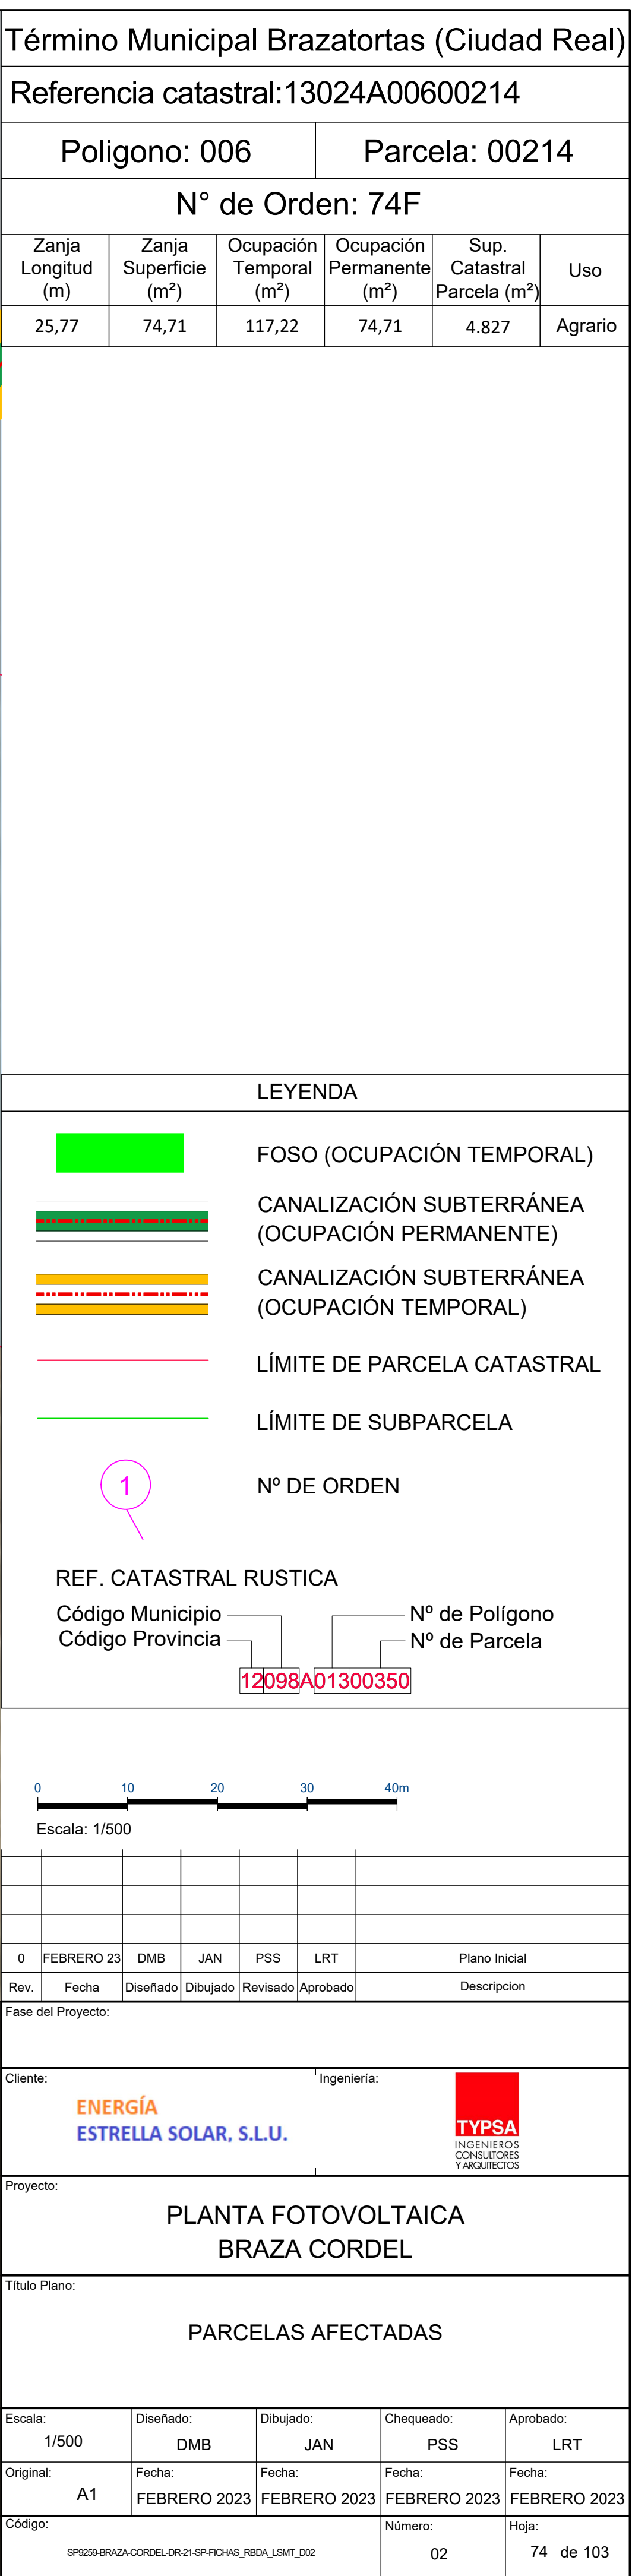 Término Municipal Brazatortas (Ciudad Real)
Referencia catastral:13024A00600214
Poligono: 006 Parcela: 00214
N° de Orden: 74F
Zanja Longitud (m) Zanja Superficie (m²) Ocupación Temporal (m²) Ocupación Permanente (m²) Sup. Catastral Parcela (m²) Uso
25,77 74,71 117,22 74,71 4.827 Agrario
LEYENDA
FOSO (OCUPACIÓN TEMPORAL)
CANALIZACIÓN SUBTERRÁNEA
(OCUPACIÓN PERMANENTE)
CANALIZACIÓN SUBTERRÁNEA
(OCUPACIÓN TEMPORAL)
LÍMITE DE PARCELA CATASTRAL
LÍMITE DE SUBPARCELA
1 Nº DE ORDEN
REF. CATASTRAL RUSTICA
Código Municipio Nº de Polígono
Código Provincia Nº de Parcela
12098A01300350
0 10 20 30 40m
Escala: 1/500
0 FEBRERO 23 DMB JAN PSS LRT Plano Inicial
Rev. Fecha Diseñado Dibujado Revisado Aprobado Descripcion
Fase del Proyecto:
Cliente: Ingeniería:
ENERGÍA
ESTRELLA SOLAR, S.L.U.
TYPSA
INGENIEROS
CONSULTORES
Y ARQUITECTOS
Proyecto:
PLANTA FOTOVOLTAICA
BRAZA CORDEL
Título Plano:
PARCELAS AFECTADAS
Escala: Diseñado: Dibujado: Chequeado: Aprobado:
1/500 DMB JAN PSS LRT
Original: Fecha: Fecha: Fecha: Fecha:
A1 FEBRERO 2023 FEBRERO 2023 FEBRERO 2023 FEBRERO 2023
Código: Número: Hoja:
SP9259-BRAZA-CORDEL-DR-21-SP-FICHAS_RBDA_LSMT_D02 02 74 de 103